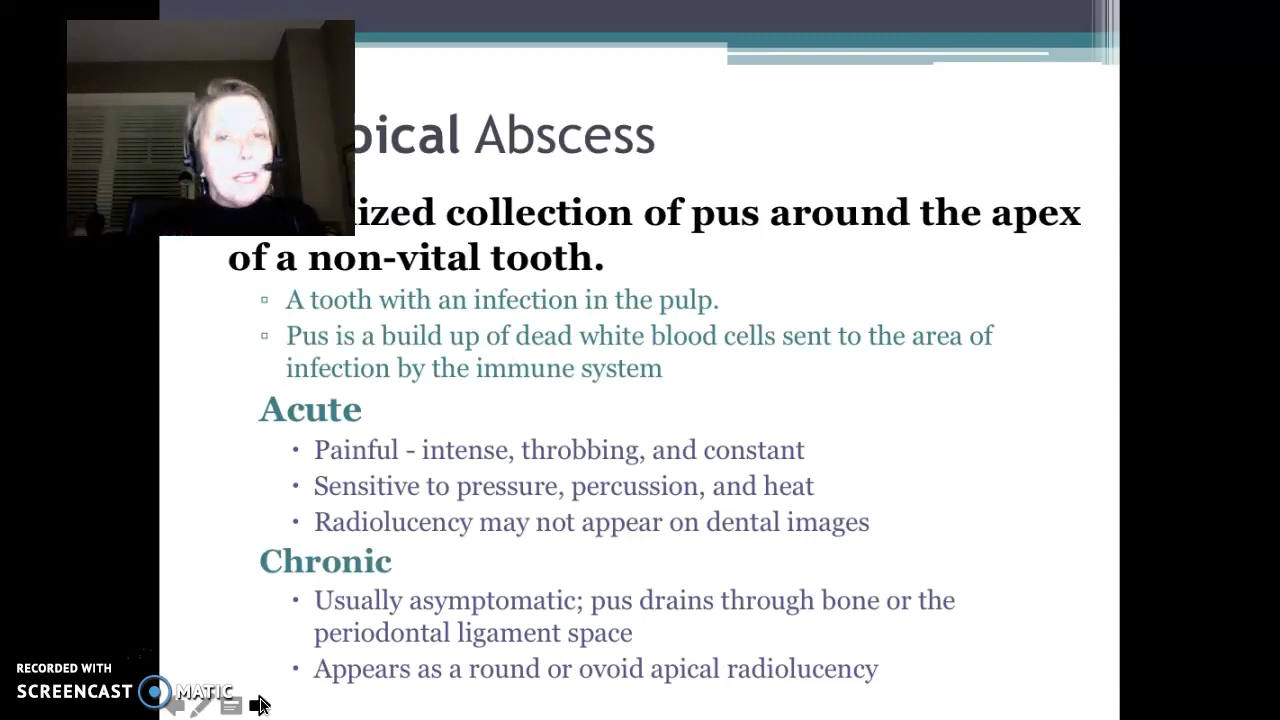 pical Abscess
ized collection of pus around the apex
of a non-vital tooth.
A tooth with an infection in the pulp.
Pus is a build up of dead white blood cells sent to the area of
infection by the immune system
Acute
Painful - intense, throbbing, and constant
Sensitive to pressure, percussion, and heat
Radiolucency may not appear on dental images
Chronic
Usually asymptomatic; pus drains through bone or the
periodontal ligament space
Appears as a round or ovoid apical radiolucency
RECORDED WITH
SCREENCAST MATIC